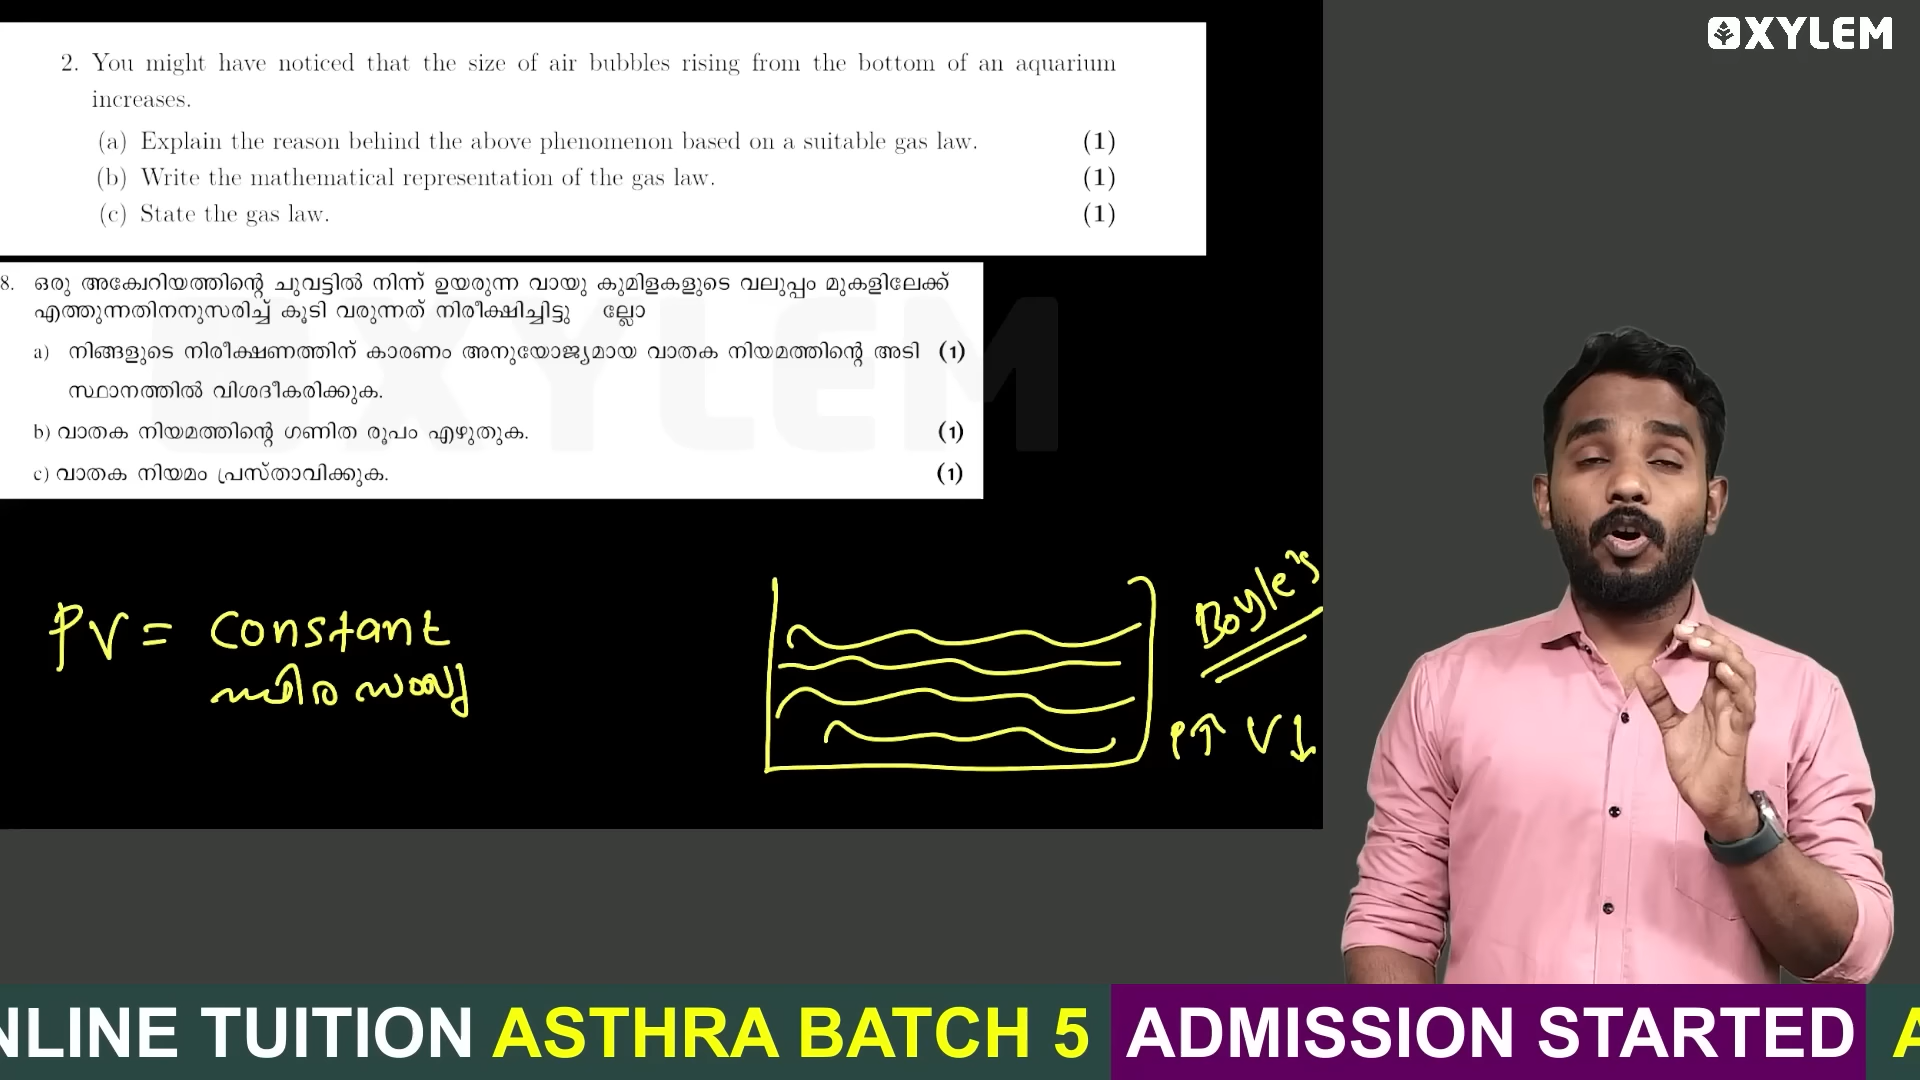 XYLEM
2. You might have noticed that the size of air bubbles rising from the bottom of an aquarium
increases.
(a) Explain the reason behind the above phenomenon based on a suitable gas law. (1)
(b) Write the mathematical representation of the gas law. (1)
(c) State the gas law. (1)
8. ഒരു അക്വേറിയത്തിന്റെ ചുവട്ടിൽ നിന്ന് ഉയരുന്ന വായു കുമിളകളുടെ വലുപ്പം മുകളിലേക്ക്
എത്തുന്നതിനനുസരിച്ച് കൂടി വരുന്നത് നിരീക്ഷിച്ചിട്ടു ല്ലോ
a) നിങ്ങളുടെ നിരീക്ഷണത്തിന് കാരണം അനുയോജ്യമായ വാതക നിയമത്തിന്റെ അടി (1)
സ്ഥാനത്തിൽ വിശദീകരിക്കുക.
b) വാതക നിയമത്തിന്റെ ഗണിത രൂപം എഴുതുക. (1)
c) വാതക നിയമം പ്രസ്താവിക്കുക. (1)
XYLEM
PV = Constant
സ്ഥിര സംഖ്യ
Boyle's
P↑ V↓
NLINE TUITION ASTHRA BATCH 5 ADMISSION STARTED A